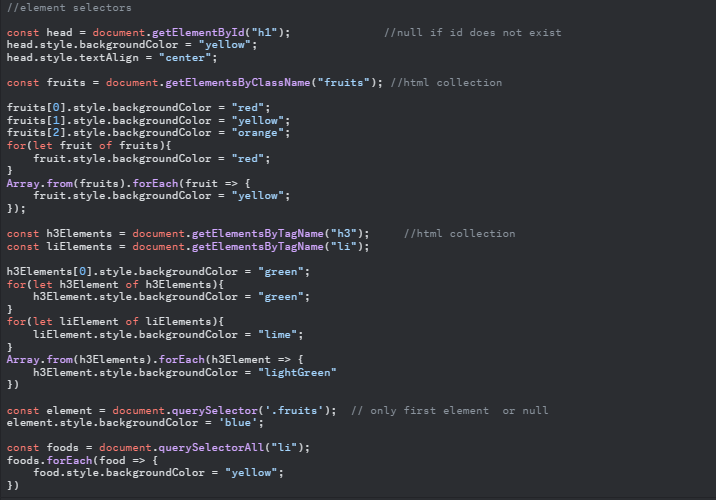 //element selectors
const head = document.getElementById("h1");              //null if id does not exist
head.style.backgroundColor = "yellow";
head.style.textAlign = "center";
const fruits = document.getElementsByClassName("fruits"); //html collection
fruits[0].style.backgroundColor = "red";
fruits[1].style.backgroundColor = "yellow";
fruits[2].style.backgroundColor = "orange";
for(let fruit of fruits){
    fruit.style.backgroundColor = "red";
}
Array.from(fruits).forEach(fruit => {
    fruit.style.backgroundColor = "yellow";
});
const h3Elements = document.getElementsByTagName("h3");     //html collection
const liElements = document.getElementsByTagName("li");
h3Elements[0].style.backgroundColor = "green";
for(let h3Element of h3Elements){
    h3Element.style.backgroundColor = "green";
}
for(let liElement of liElements){
    liElement.style.backgroundColor = "lime";
}
Array.from(h3Elements).forEach(h3Element => {
    h3Element.style.backgroundColor = "lightGreen"
})
const element = document.querySelector('.fruits');  // only first element  or null
element.style.backgroundColor = 'blue';
const foods = document.querySelectorAll("li");
foods.forEach(food => {
    food.style.backgroundColor = "yellow";
})